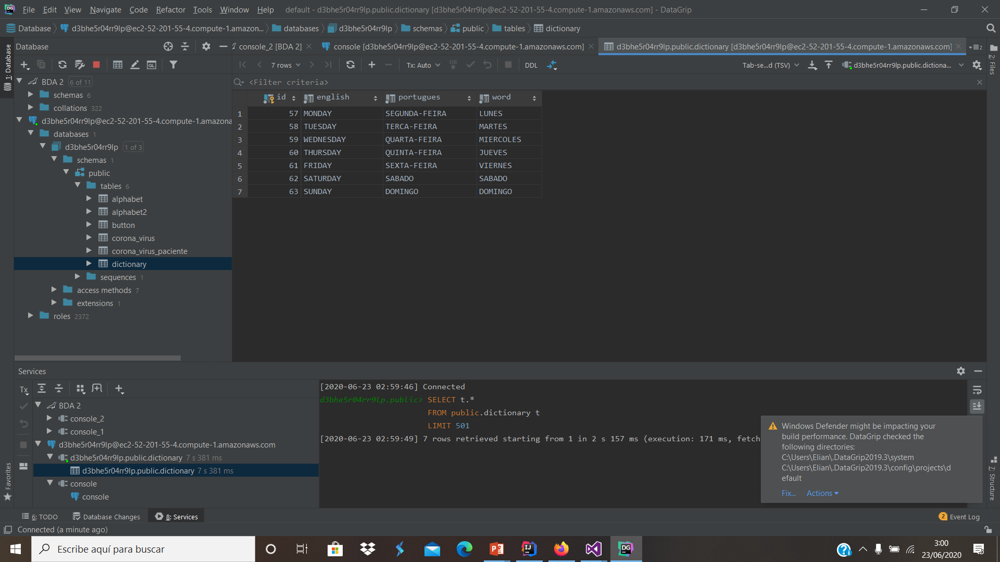 File Edit View Navigate Code Refactor Tools Window Help default - d3bhe5r04rr9lp.public.dictionary [d3bhe5r04rr9lp@ec2-52-201-55-4.compute-1.amazonaws.com] - DataGrip
Database d3bhe5r04rr9lp@ec2-52-201-55-4.compute-1.amazon... databases d3bhe5r04rr9lp schemas public tables dictionary
Database
console_2 [BDA 2] console [d3bhe5r04rr9lp@ec2-52-201-55-4.compute-1.amazonaws.com] d3bhe5r04rr9lp.public.dictionary [d3bhe5r04rr9lp@ec2-52-201-55-4.compute-1.amazonaws.com] 2
7 rows Tx: Auto DB DDL Tab-se...d (TSV) d3bhe5r04rr9lp.public.dictiona...
<Filter criteria>
id english portugues word
1 57 MONDAY SEGUNDA-FEIRA LUNES
2 58 TUESDAY TERCA-FEIRA MARTES
3 59 WEDNESDAY QUARTA-FEIRA MIERCOLES
4 60 THURSDAY QUINTA-FEIRA JUEVES
5 61 FRIDAY SEXTA-FEIRA VIERNES
6 62 SATURDAY SABADO SABADO
7 63 SUNDAY DOMINGO DOMINGO
QL
BDA 2 6 of 11
schemas 6
collations 322
d3bhe5r04rr9lp@ec2-52-201-55-4.compute-1.amazona
databases 1
d3bhe5r04rr9lp 1 of 3
schemas 1
public
tables 6
alphabet
alphabet2
button
corona_virus
corona_virus_paciente
dictionary
sequences 1
access methods 7
extensions 1
roles 2372
1: Database
2: Files
7: Structure
Favorites
Services
Tx
BDA 2
console_2
console_1
d3bhe5r04rr9lp@ec2-52-201-55-4.compute-1.amazonaws.com
d3bhe5r04rr9lp.public.dictionary 7 s 381 ms
d3bhe5r04rr9lp.public.dictionary 7 s 381 ms
console
console
[2020-06-23 02:59:46] Connected
d3bhe5r04rr9lp.public> SELECT t.*
FROM public.dictionary t
LIMIT 501
[2020-06-23 02:59:49] 7 rows retrieved starting from 1 in 2 s 157 ms (execution: 171 ms, fetch
Windows Defender might be impacting your
build performance. DataGrip checked the
following directories:
C:\Users\Elian\.DataGrip2019.3\system
C:\Users\Elian\.DataGrip2019.3\config\projects\d
efault
Fix... Actions
6: TODO Database Changes 8: Services 2 Event Log
Connected (a minute ago)
Escribe aquí para buscar
3:00
23/06/2020